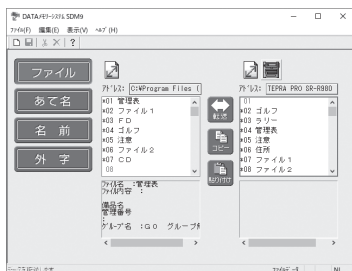 DATAメモリーシステム SDM9
ファイル(F) 編集(E) 表示(V) ヘルプ(H)
ファイル
あて名
名 前
外 字
アドレス: C:¥Program Files (
*01 管理表
*02 ファイル１
*03 ＦＤ
*04 ゴルフ
*05 注意
*06 ファイル２
*07 ＣＤ
08
ファイル名 :管理表
ファイル内容 :
備品名
管理番号
:
グループ名 :G0
転送
コピー
貼り付け
アドレス: TEPRA PRO SR-R980
01
*02 ゴルフ
*03 ラリー
*04 管理表
*05 注意
*06 住所
*07 ファイル１
*08 ファイル２